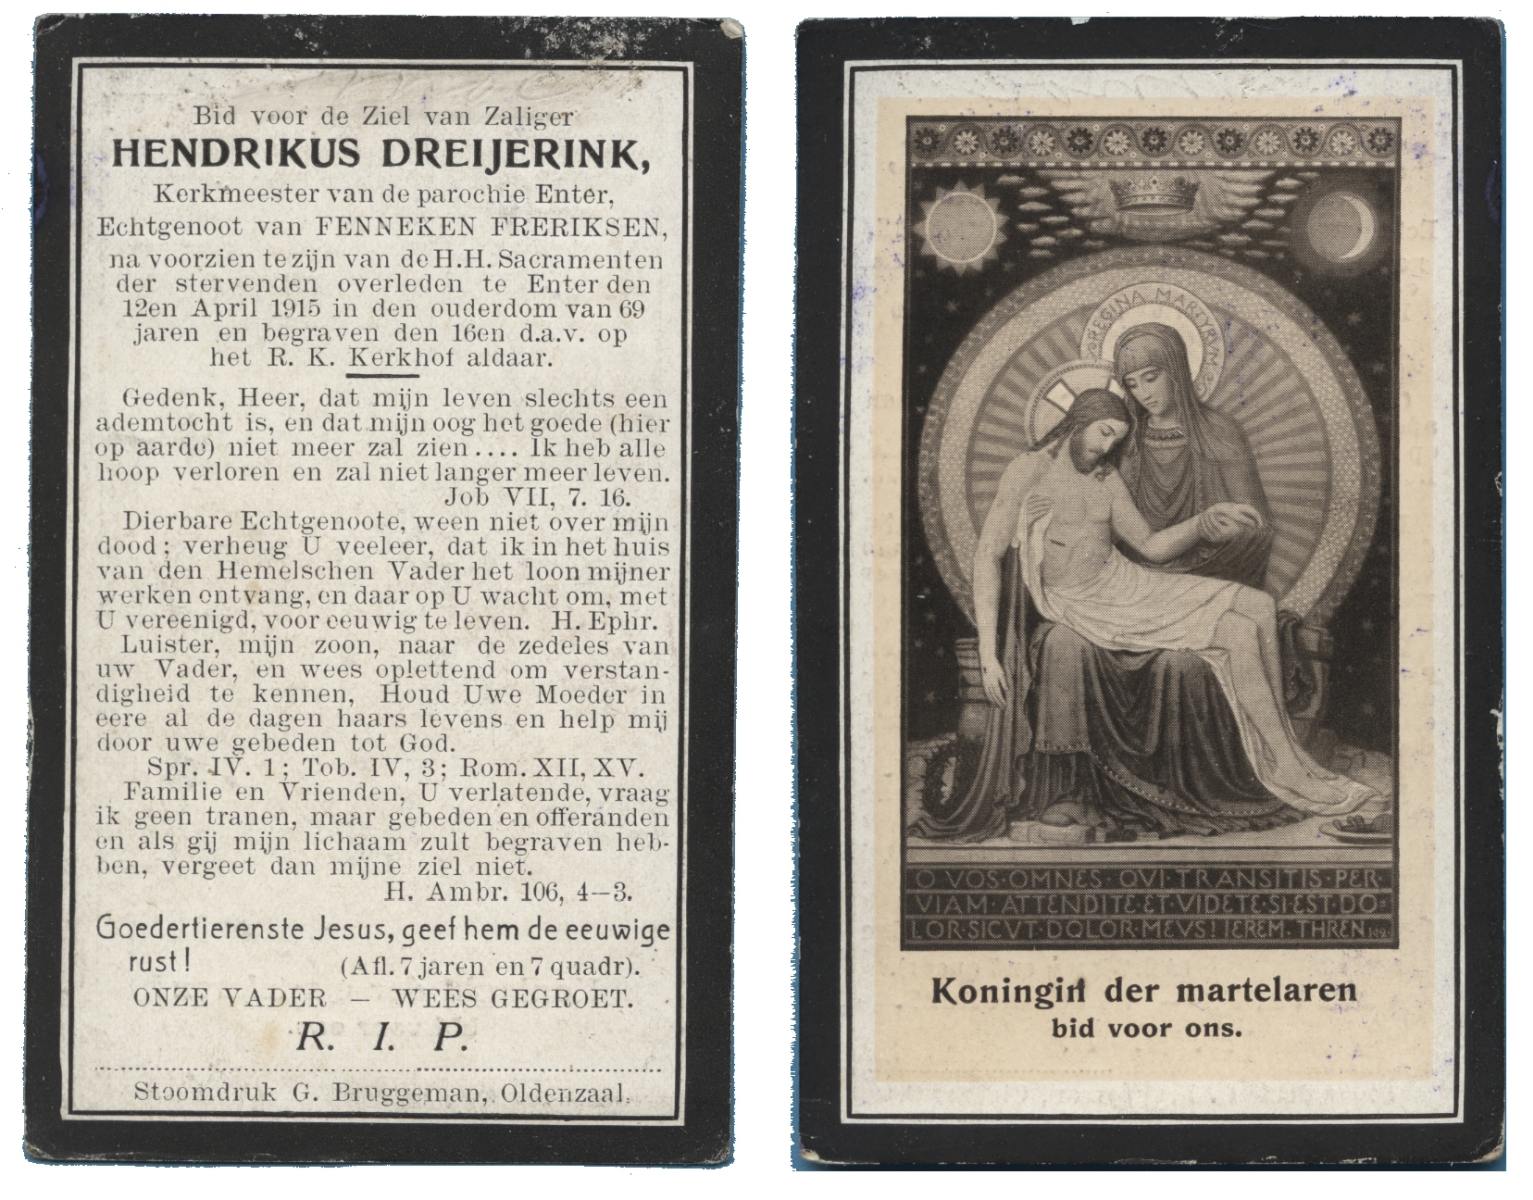 Bid voor de Ziel van Zaliger
HENDRIKUS DREIJERINK,
Kerkmeester van de parochie Enter,
Echtgenoot van FENNEKEN FRERIKSEN,
na voorzien te zijn van de H.H. Sacramenten
der stervenden overleden te Enter den
12en April 1915 in den ouderdom van 69
jaren en begraven den 16en d.a.v. op
het R. K. Kerkhof aldaar.
Gedenk, Heer, dat mijn leven slechts een
ademtocht is, en dat mijn oog het goede (hier
op aarde) niet meer zal zien.... Ik heb alle
hoop verloren en zal niet langer meer leven.
Job VII, 7. 16.
Dierbare Echtgenoote, ween niet over mijn
dood; verheug U veeleer, dat ik in het huis
van den Hemelschen Vader het loon mijner
werken ontvang, en daar op U wacht om, met
U vereenigd, voor eeuwig te leven. H. Ephr.
Luister, mijn zoon, naar de zedeles van
uw Vader, en wees oplettend om verstan-
digheid te kennen, Houd Uwe Moeder in
eere al de dagen haars levens en help mij
door uwe gebeden tot God.
Spr. IV. 1; Tob. IV, 3; Rom. XII, XV.
Familie en Vrienden, U verlatende, vraag
ik geen tranen, maar gebeden en offeranden
en als gij mijn lichaam zult begraven heb-
ben, vergeet dan mijne ziel niet.
H. Ambr. 106, 4—3.
Goedertierenste Jesus, geef hem de eeuwige
rust! (Afl. 7 jaren en 7 quadr).
ONZE VADER — WEES GEGROET.
R. I. P.
Stoomdruk G. Bruggeman, Oldenzaal.
REGINA MARTYRVM
O VOS·OMNES·QVI·TRANSITIS·PER·
VIAM·ATTENDITE·ET·VIDETE·SI·EST·DO-
LOR·SICVT·DOLOR·MEVS! IEREM. THREN
Koningin der martelaren
bid voor ons.